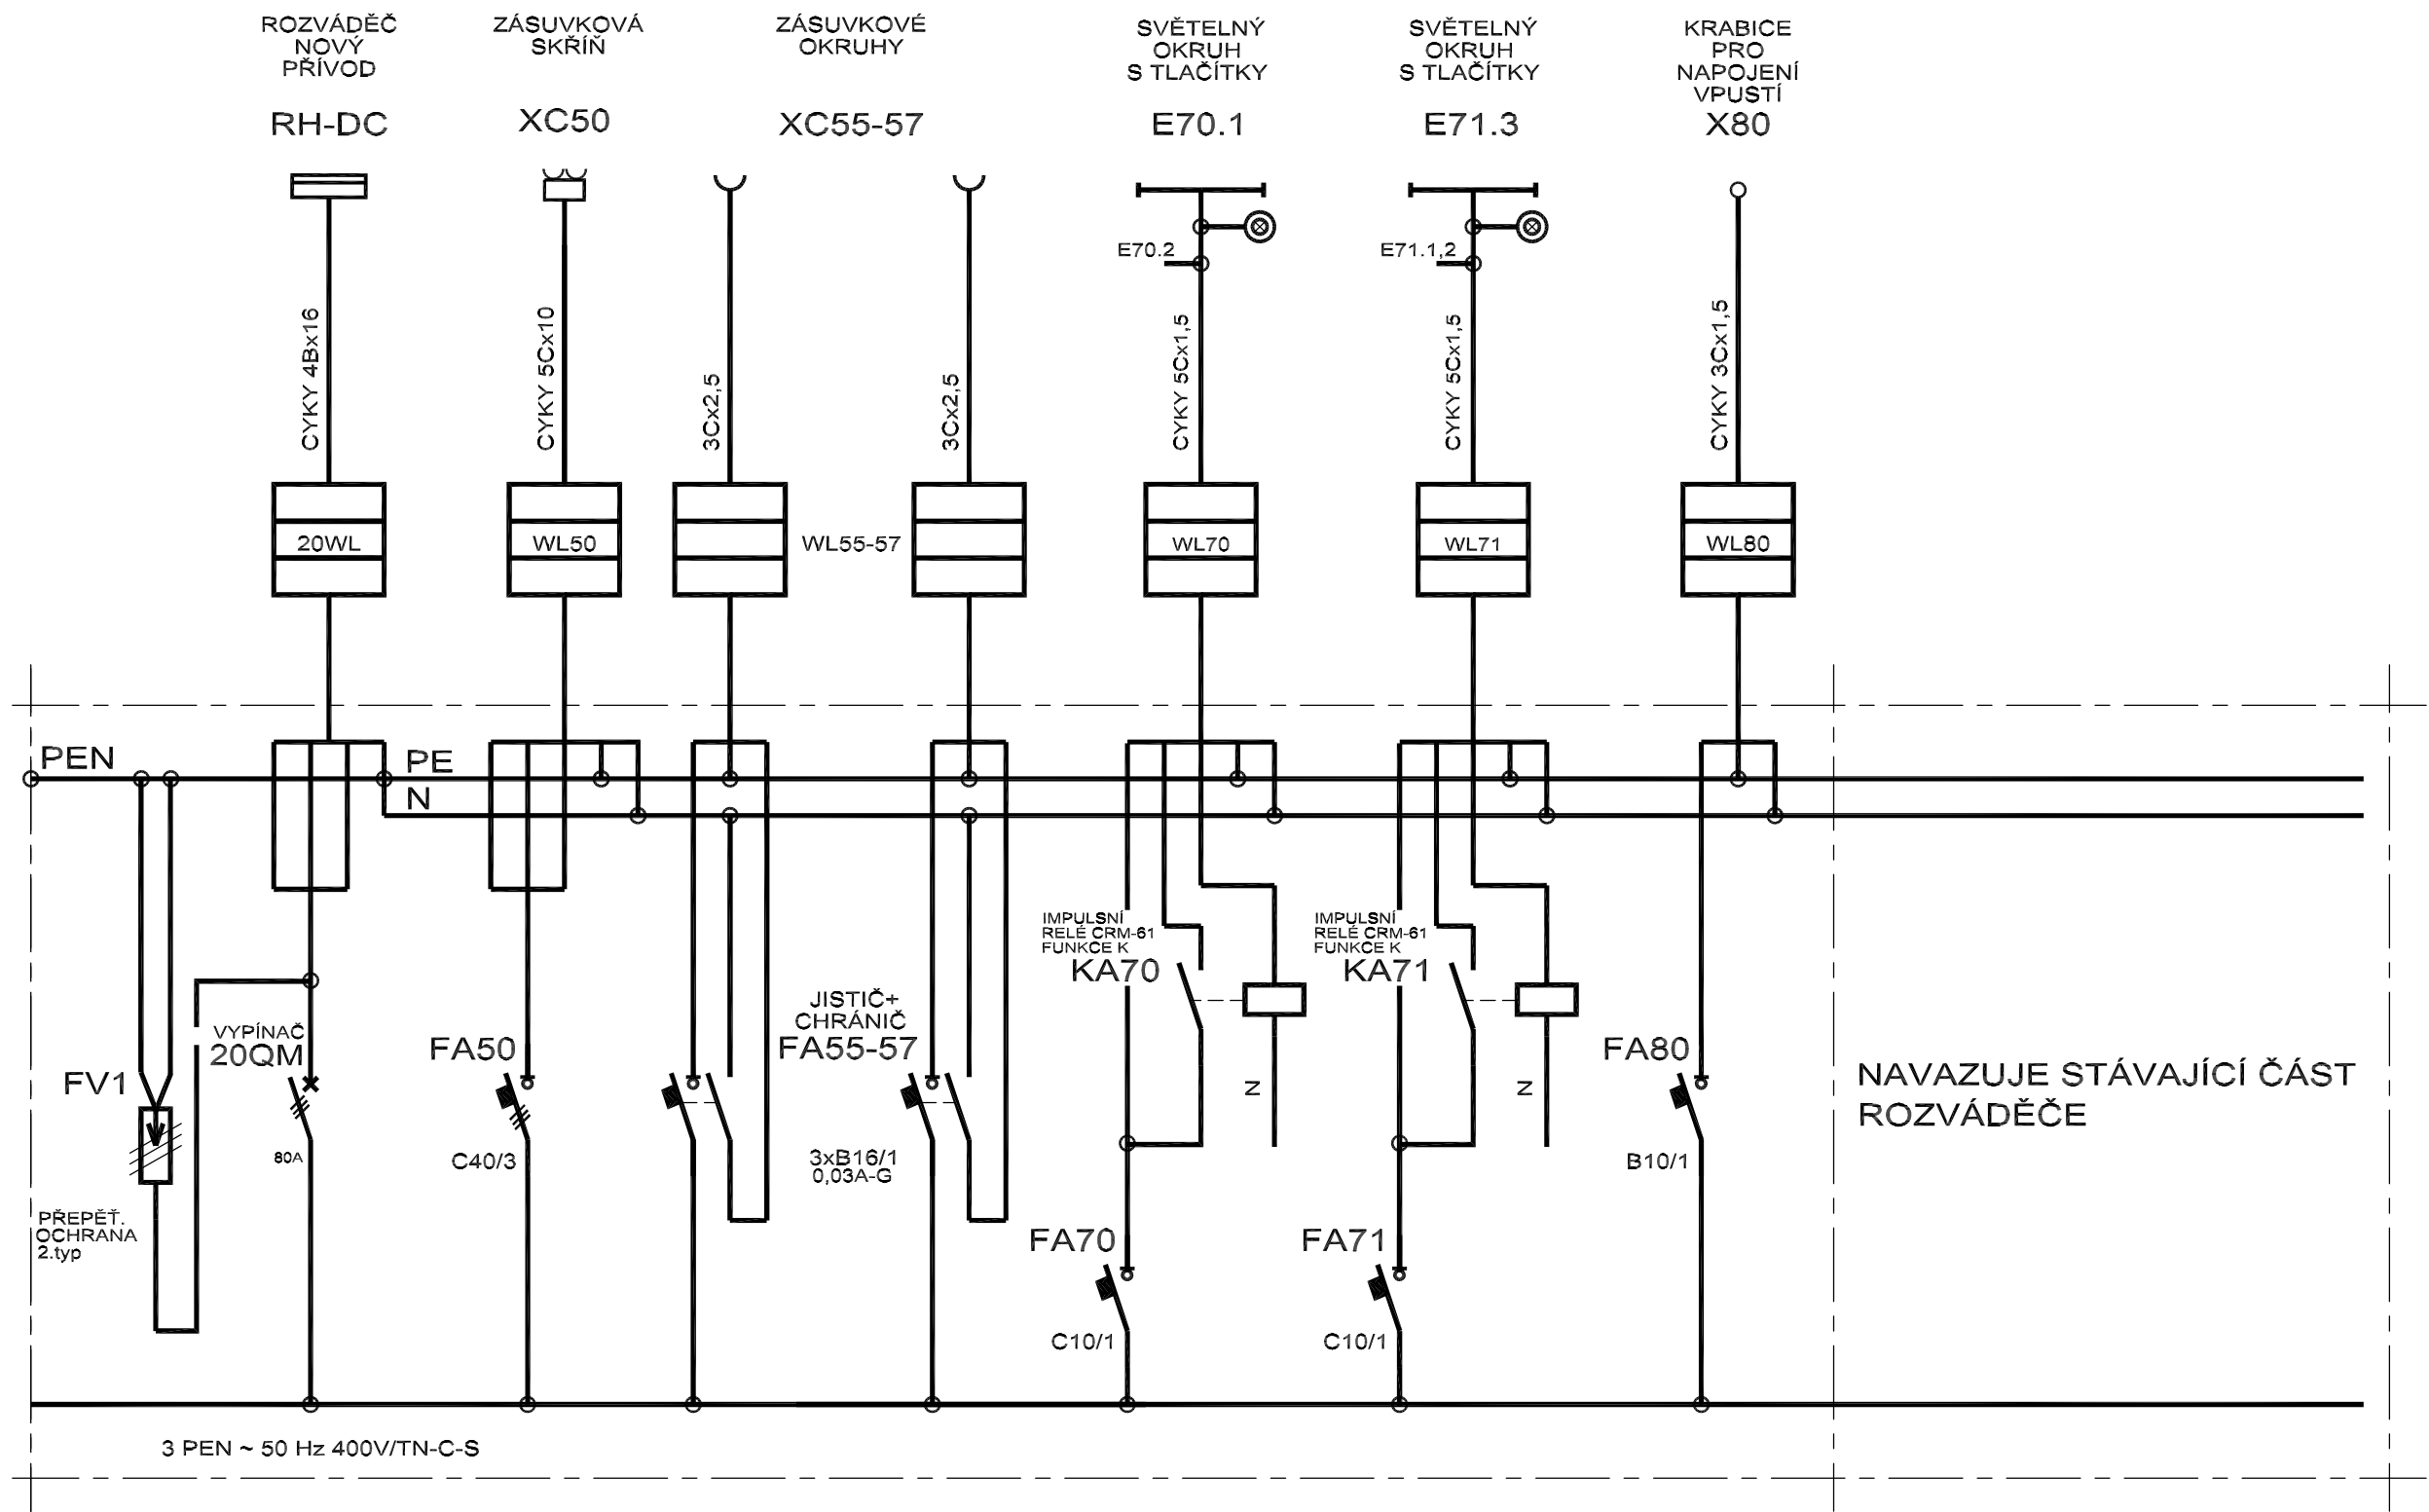 ROZVÁDĚČ
NOVÝ
PŘÍVOD
RH-DC
ZÁSUVKOVÁ
SKŘÍŇ
XC50
ZÁSUVKOVÉ
OKRUHY
XC55-57
SVĚTELNÝ
OKRUH
S TLAČÍTKY
E70.1
SVĚTELNÝ
OKRUH
S TLAČÍTKY
E71.3
KRABICE
PRO
NAPOJENÍ
VPUSTÍ
X80
E70.2
E71.1,2
CYKY 4Bx16
CYKY 5Cx10
3Cx2,5
3Cx2,5
CYKY 5Cx1,5
CYKY 5Cx1,5
CYKY 3Cx1,5
20WL
WL50
WL55-57
WL70
WL71
WL80
PEN
PE
N
IMPULSNÍ
RELÉ CRM-61
FUNKCE K
KA70
IMPULSNÍ
RELÉ CRM-61
FUNKCE K
KA71
FV1
VYPÍNAČ
20QM
80A
FA50
C40/3
JISTIČ+
CHRÁNIČ
FA55-57
3xB16/1
0,03A-G
N
N
FA80
B10/1
NAVAZUJE STÁVAJÍCÍ ČÁST
ROZVÁDĚČE
PŘEPĚŤ.
OCHRANA
2.typ
FA70
C10/1
FA71
C10/1
3 PEN ~ 50 Hz 400V/TN-C-S